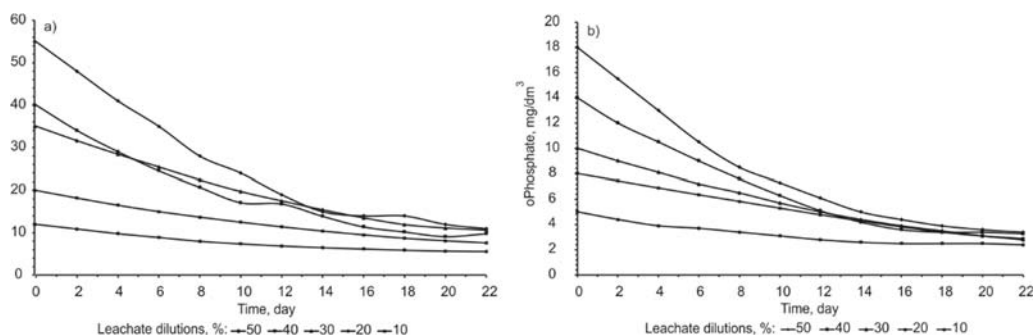 a)
60
50
40
30
20
10
0
0 2 4 6 8 10 12 14 16 18 20 22
Time, day
Leachate dilutions, %: 50 40 30 20 10
b)
oPhosphate, mg/dm³
20
18
16
14
12
10
8
6
4
2
0
0 2 4 6 8 10 12 14 16 18 20 22
Time, day
Leachate dilutions, %: 50 40 30 20 10